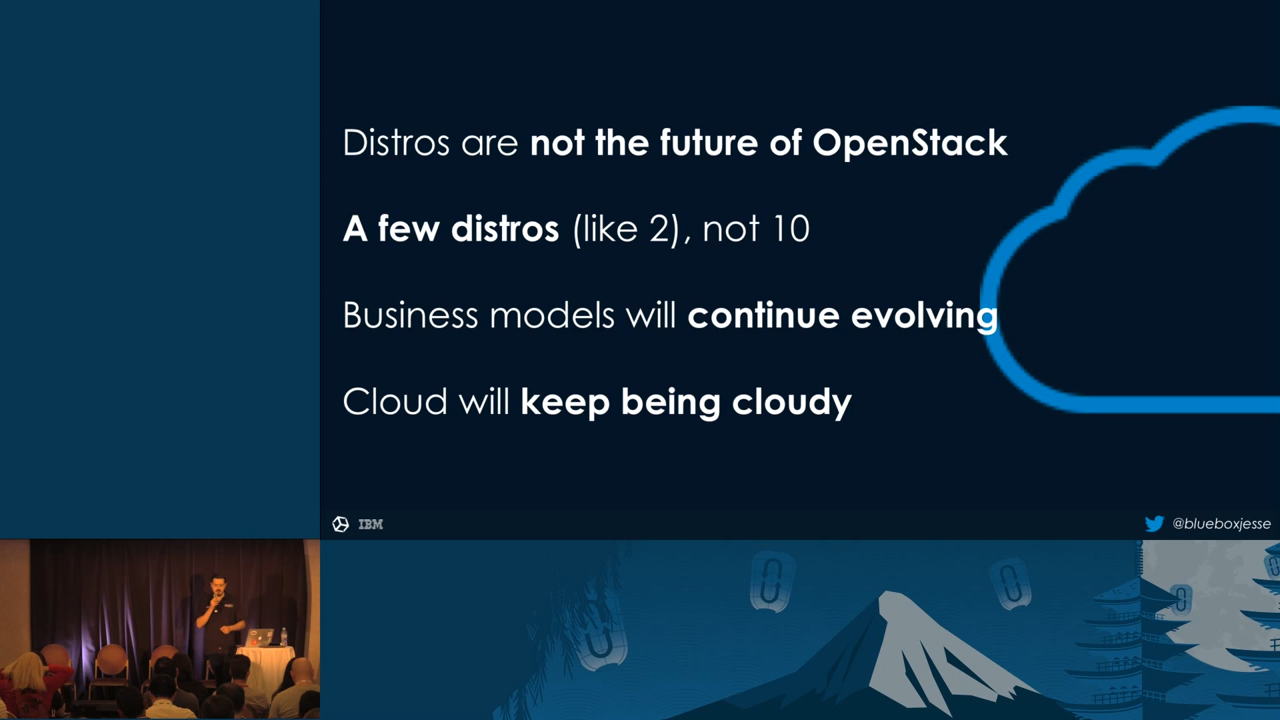 Distros are not the future of OpenStack
A few distros (like 2), not 10
Business models will continue evolving
Cloud will keep being cloudy
IBM
@blueboxjesse